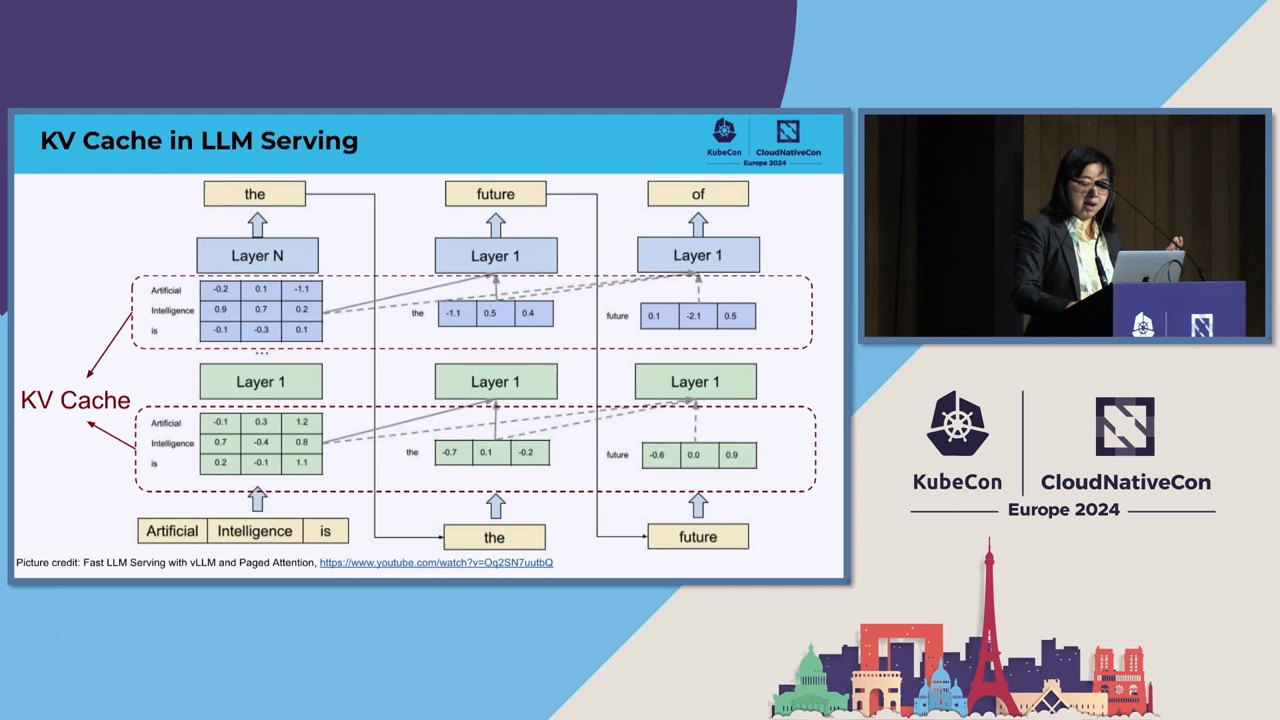 KV Cache in LLM Serving
KubeCon
CloudNativeCon
Europe 2024
the
future
of
Layer N
Layer 1
Layer 1
Artificial
-0.2 0.1 -1.1
Intelligence
0.9 0.7 0.2
is
-0.1 -0.3 0.1
the
-1.1 0.5 0.4
future
0.1 -2.1 0.5
...
Layer 1
Layer 1
Layer 1
KV Cache
Artificial
-0.1 0.3 1.2
Intelligence
0.7 -0.4 0.8
is
0.2 -0.1 1.1
the
-0.7 0.1 -0.2
future
-0.6 0.0 0.9
Artificial Intelligence is
the
future
Picture credit: Fast LLM Serving with vLLM and Paged Attention, https://www.youtube.com/watch?v=Oq2SN7uutbQ
KubeCon
CloudNativeCon
Europe 2024